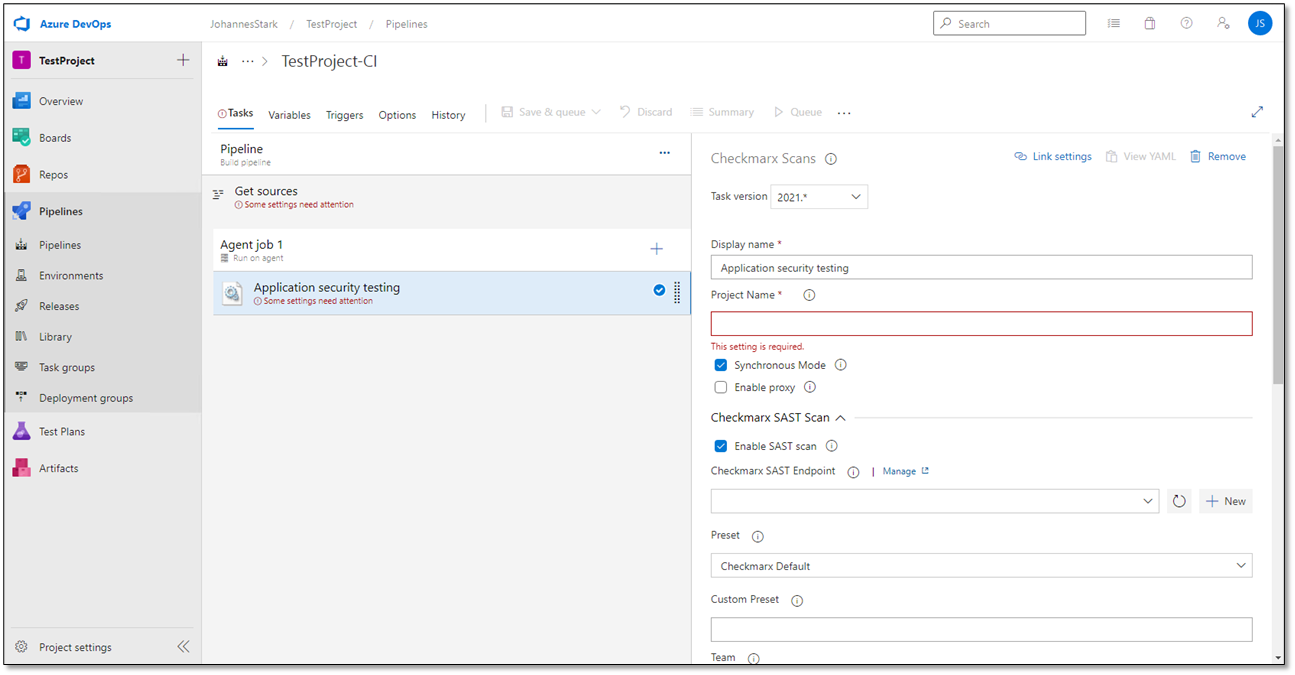 Azure DevOps
JohannesStark / TestProject / Pipelines
Search
JS
T TestProject
Overview
Boards
Repos
Pipelines
Pipelines
Environments
Releases
Library
Task groups
Deployment groups
Test Plans
Artifacts
Project settings
··· > TestProject-CI
Tasks Variables Triggers Options History | Save & queue Discard Summary Queue ···
Pipeline
Build pipeline
Get sources
Some settings need attention
Agent job 1
Run on agent
Application security testing
Some settings need attention
Checkmarx Scans
Link settings View YAML Remove
Task version 2021.*
Display name *
Application security testing
Project Name *
This setting is required.
Synchronous Mode
Enable proxy
Checkmarx SAST Scan
Enable SAST scan
Checkmarx SAST Endpoint | Manage
New
Preset
Checkmarx Default
Custom Preset
Team